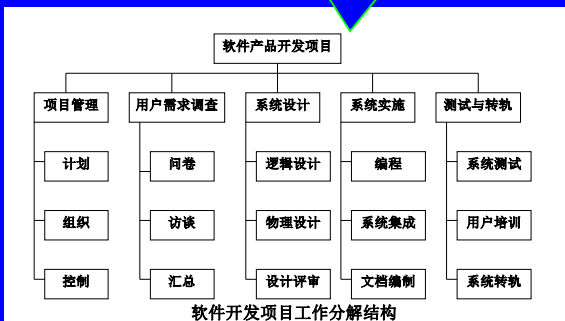 软件产品开发项目
项目管理 用户需求调查 系统设计 系统实施 测试与转轨
计划 问卷 逻辑设计 编程 系统测试
组织 访谈 物理设计 系统集成 用户培训
控制 汇总 设计评审 文档编制 系统转轨
软件开发项目工作分解结构